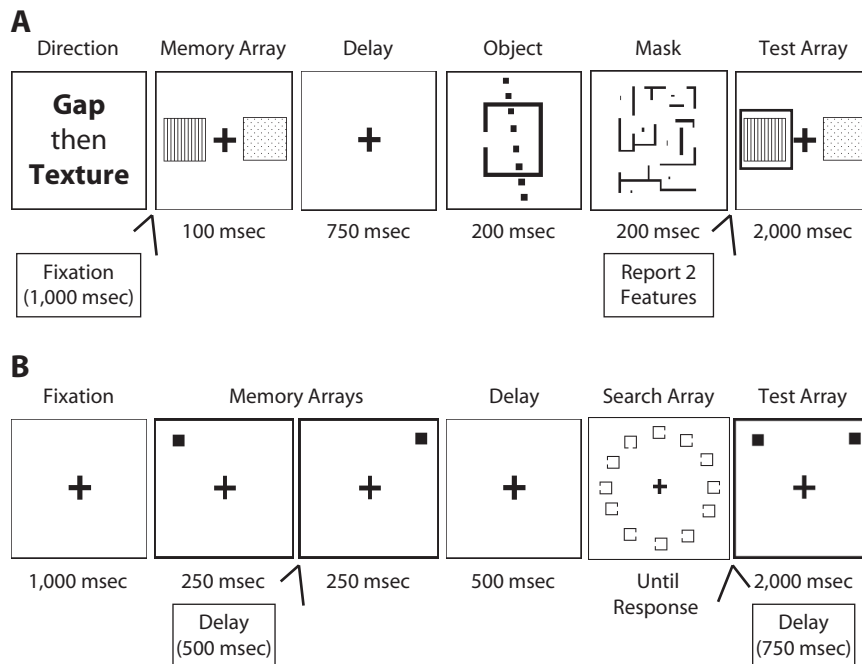 A
Direction Memory Array Delay Object Mask Test Array
Gap
then
Texture
100 msec 750 msec 200 msec 200 msec 2,000 msec
Fixation
(1,000 msec)
Report 2
Features
B
Fixation Memory Arrays Delay Search Array Test Array
1,000 msec 250 msec 250 msec 500 msec Until
Response 2,000 msec
Delay
(500 msec)
Delay
(750 msec)